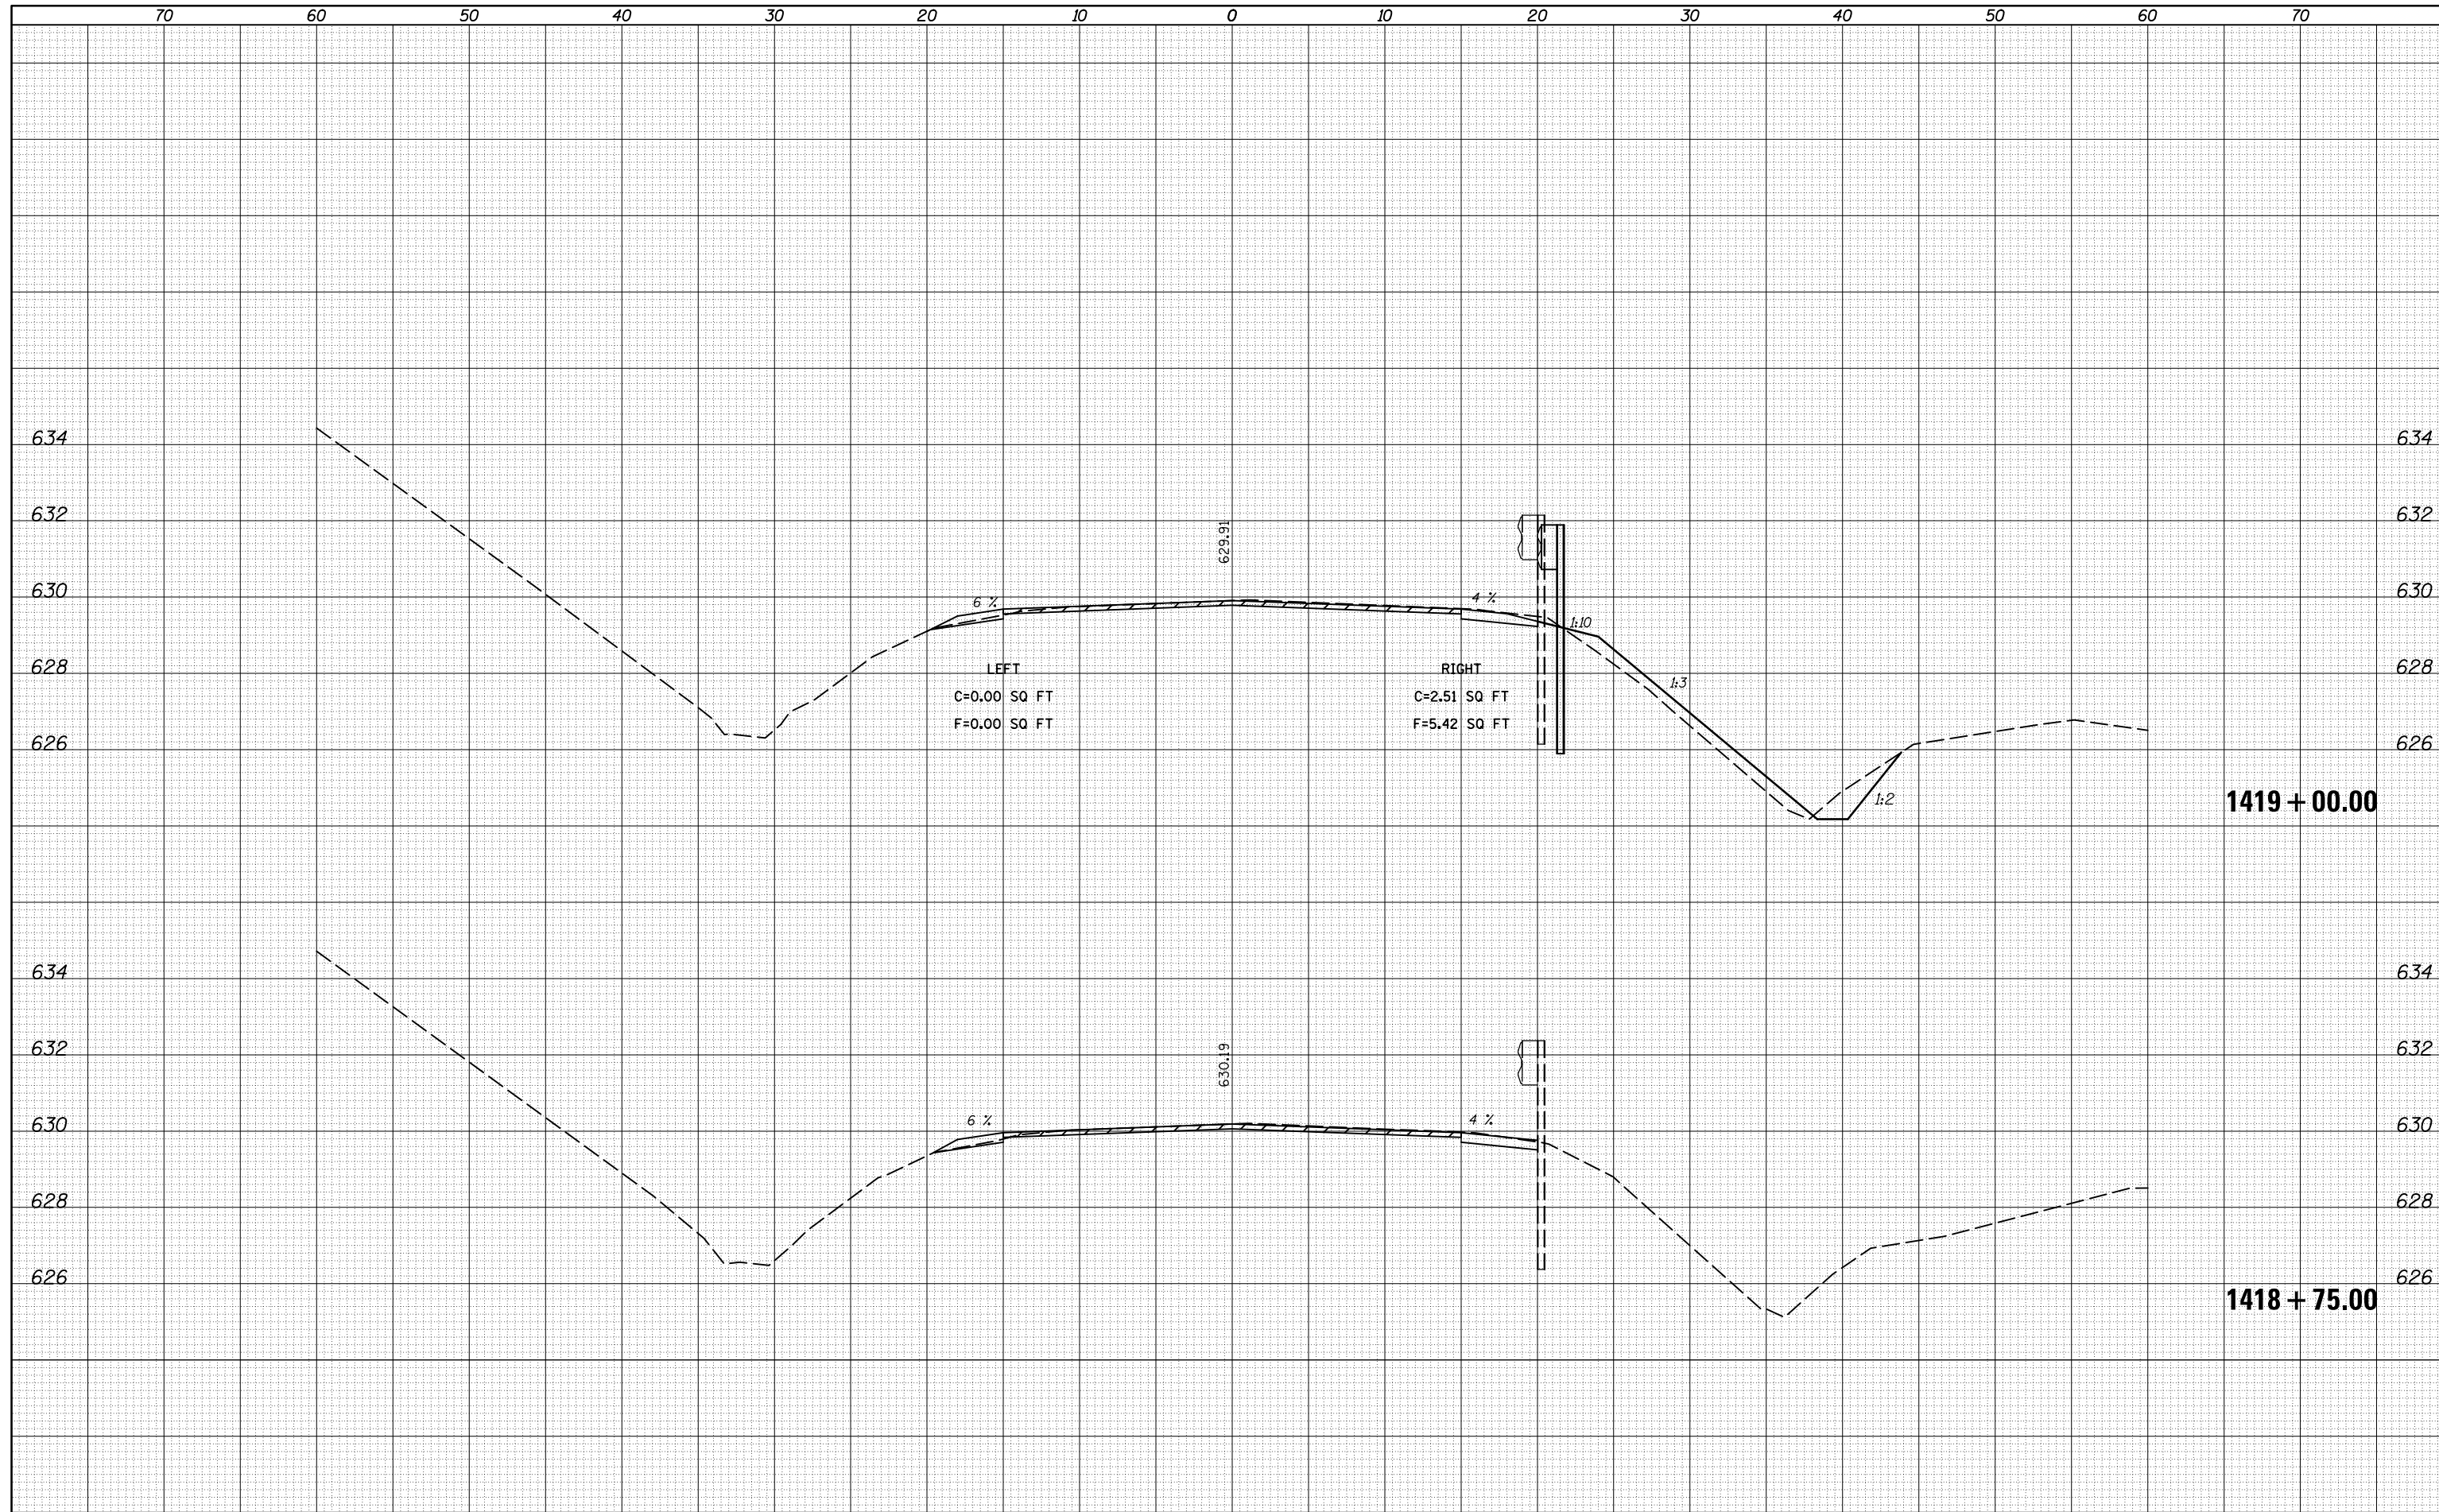 70 60 50 40 30 20 10 0 10 20 30 40 50 60 70
634 634
632 629.91 632
630 6 % 4 % 630
1:10
628 LEFT RIGHT 1:3 628
C=0.00 SQ FT C=2.51 SQ FT
F=0.00 SQ FT F=5.42 SQ FT
626 626
1:2 1419+00.00
634 634
632 630.19 632
630 6 % 4 % 630
628 628
626 626
1418+75.00